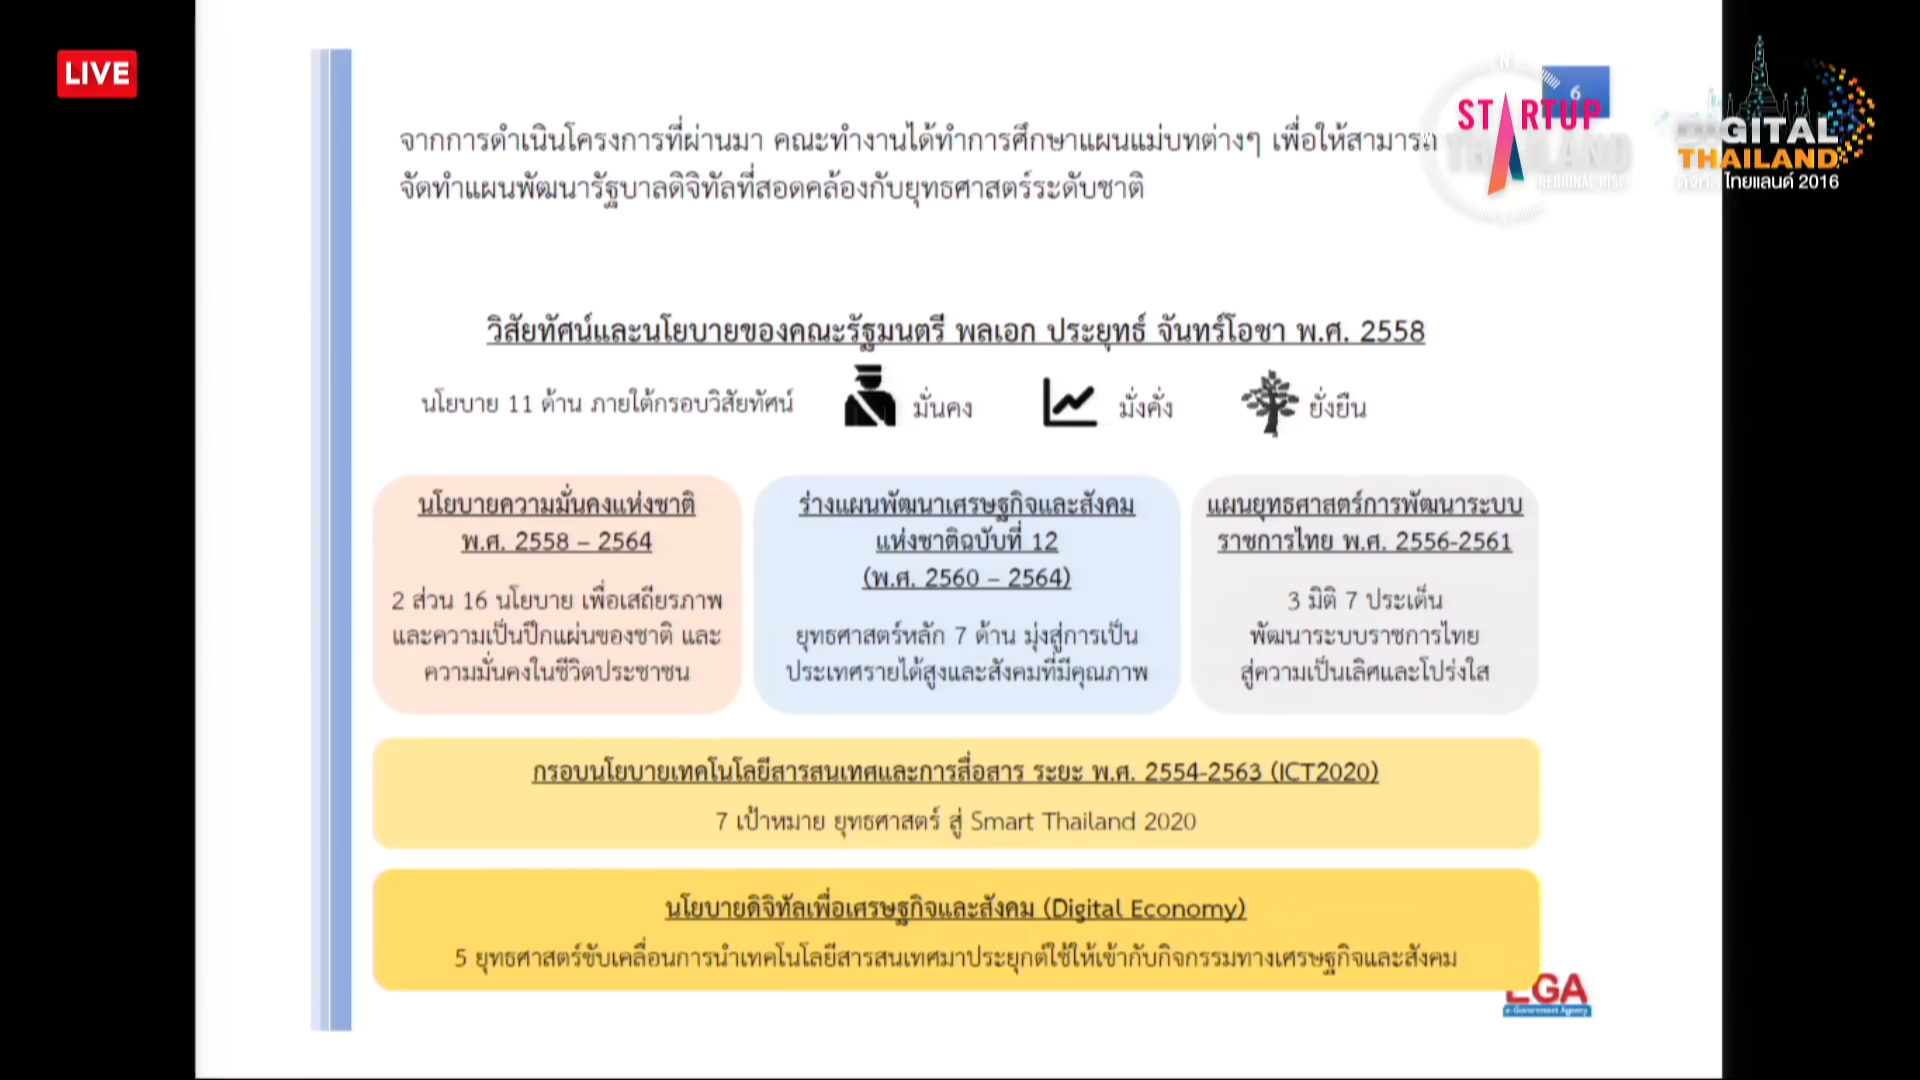 LIVE
6
STARTUP
THAILAND
REGIONAL RISE
DIGITAL
THAILAND
ดิจิทัลไทยแลนด์ 2016
จากการดำเนินโครงการที่ผ่านมา คณะทำงานได้ทำการศึกษาแผนแม่บทต่างๆ เพื่อให้สามารถ
จัดทำแผนพัฒนารัฐบาลดิจิทัลที่สอดคล้องกับยุทธศาสตร์ระดับชาติ
วิสัยทัศน์และนโยบายของคณะรัฐมนตรี พลเอก ประยุทธ์ จันทร์โอชา พ.ศ. 2558
นโยบาย 11 ด้าน ภายใต้กรอบวิสัยทัศน์
มั่นคง
มั่งคั่ง
ยั่งยืน
นโยบายความมั่นคงแห่งชาติ
พ.ศ. 2558 – 2564
2 ส่วน 16 นโยบาย เพื่อเสถียรภาพ
และความเป็นปึกแผ่นของชาติ และ
ความมั่นคงในชีวิตประชาชน
ร่างแผนพัฒนาเศรษฐกิจและสังคม
แห่งชาติฉบับที่ 12
(พ.ศ. 2560 – 2564)
ยุทธศาสตร์หลัก 7 ด้าน มุ่งสู่การเป็น
ประเทศรายได้สูงและสังคมที่มีคุณภาพ
แผนยุทธศาสตร์การพัฒนาระบบ
ราชการไทย พ.ศ. 2556-2561
3 มิติ 7 ประเด็น
พัฒนาระบบราชการไทย
สู่ความเป็นเลิศและโปร่งใส
กรอบนโยบายเทคโนโลยีสารสนเทศและการสื่อสาร ระยะ พ.ศ. 2554-2563 (ICT2020)
7 เป้าหมาย ยุทธศาสตร์ สู่ Smart Thailand 2020
นโยบายดิจิทัลเพื่อเศรษฐกิจและสังคม (Digital Economy)
5 ยุทธศาสตร์ขับเคลื่อนการนำเทคโนโลยีสารสนเทศมาประยุกต์ใช้ให้เข้ากับกิจกรรมทางเศรษฐกิจและสังคม
EGA
e-Government Agency